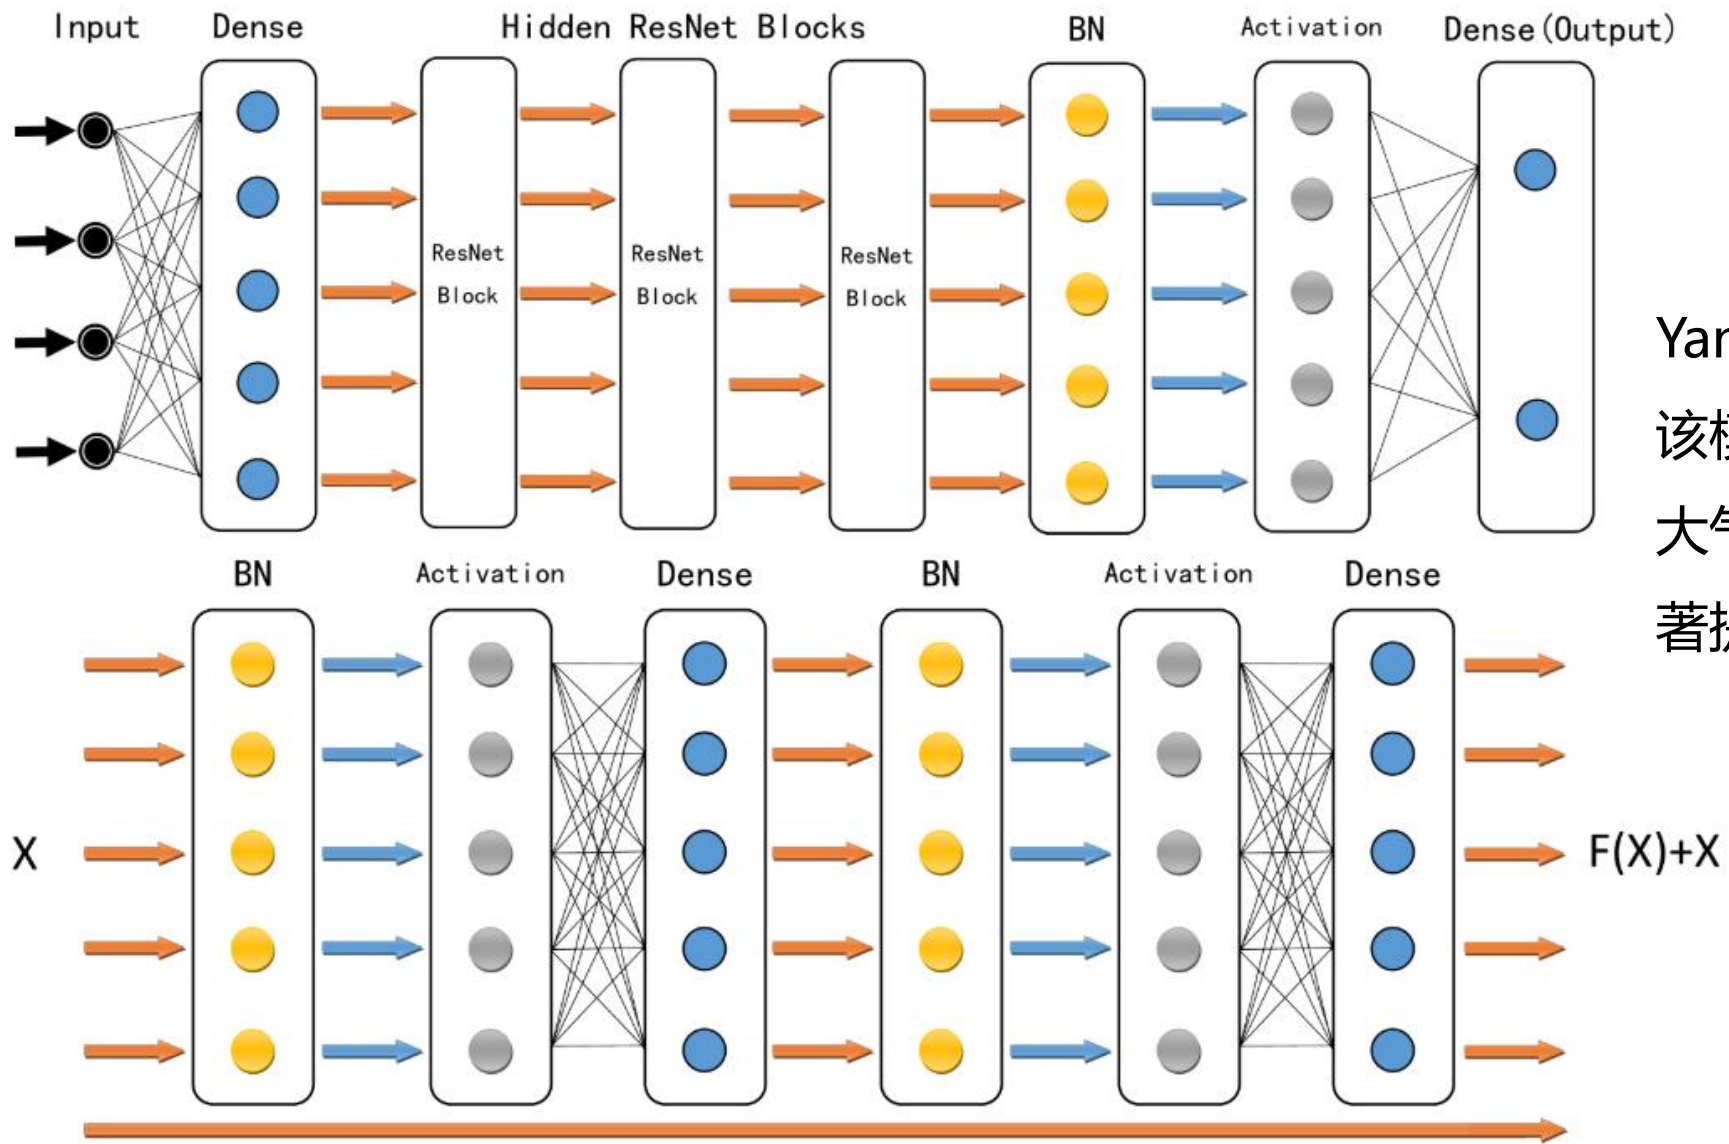 Input Dense Hidden ResNet Blocks BN Activation Dense(Output)
ResNet
Block
ResNet
Block
ResNet
Block
BN Activation Dense BN Activation Dense
X
F(X)+X
该
大
著